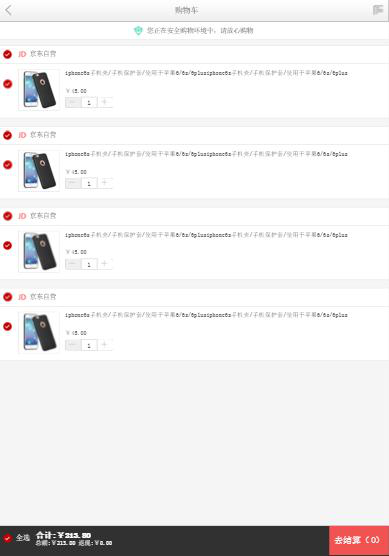 购物车
您正在安全购物环境中，请放心购物
JD 京东自营
iphone6s手机壳/手机保护套/使用于苹果6/6s/6plusiphone6s手机壳/手机保护套/使用于苹果6/6s/6plus
¥45.00
1
JD 京东自营
iphone6s手机壳/手机保护套/使用于苹果6/6s/6plusiphone6s手机壳/手机保护套/使用于苹果6/6s/6plus
¥45.00
1
JD 京东自营
iphone6s手机壳/手机保护套/使用于苹果6/6s/6plusiphone6s手机壳/手机保护套/使用于苹果6/6s/6plus
¥45.00
1
JD 京东自营
iphone6s手机壳/手机保护套/使用于苹果6/6s/6plusiphone6s手机壳/手机保护套/使用于苹果6/6s/6plus
¥45.00
1
全选
合计:¥213.80
总额:¥213.80 返现:¥0.00
去结算（0）